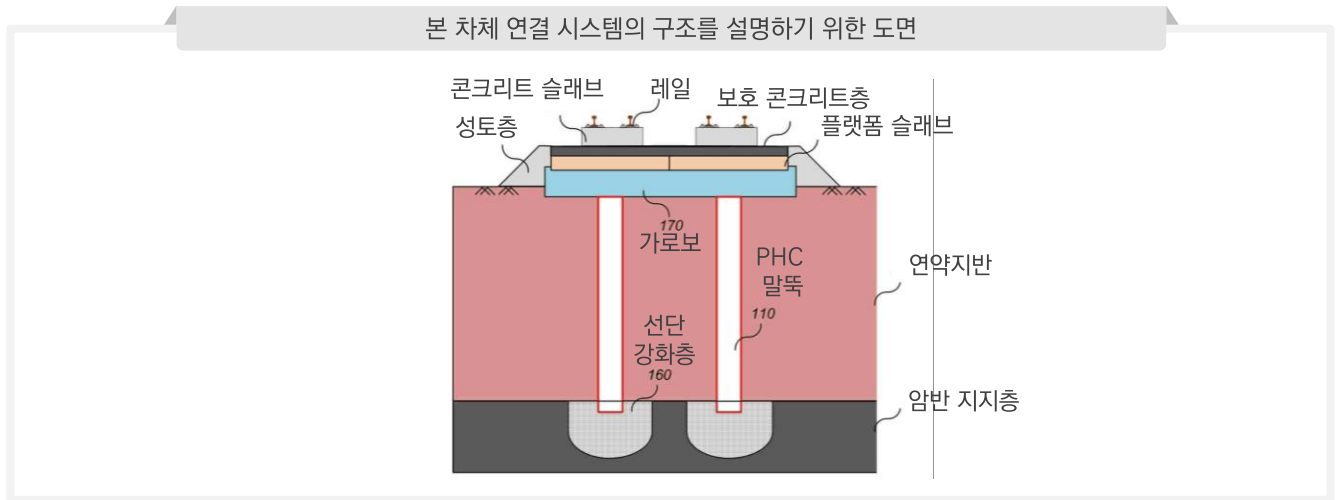 본 차체 연결 시스템의 구조를 설명하기 위한 도면
콘크리트 슬래브
레일
보호 콘크리트층
성토층
플랫폼 슬래브
170
가로보
PHC
말뚝
110
연약지반
선단
강화층
160
암반 지지층